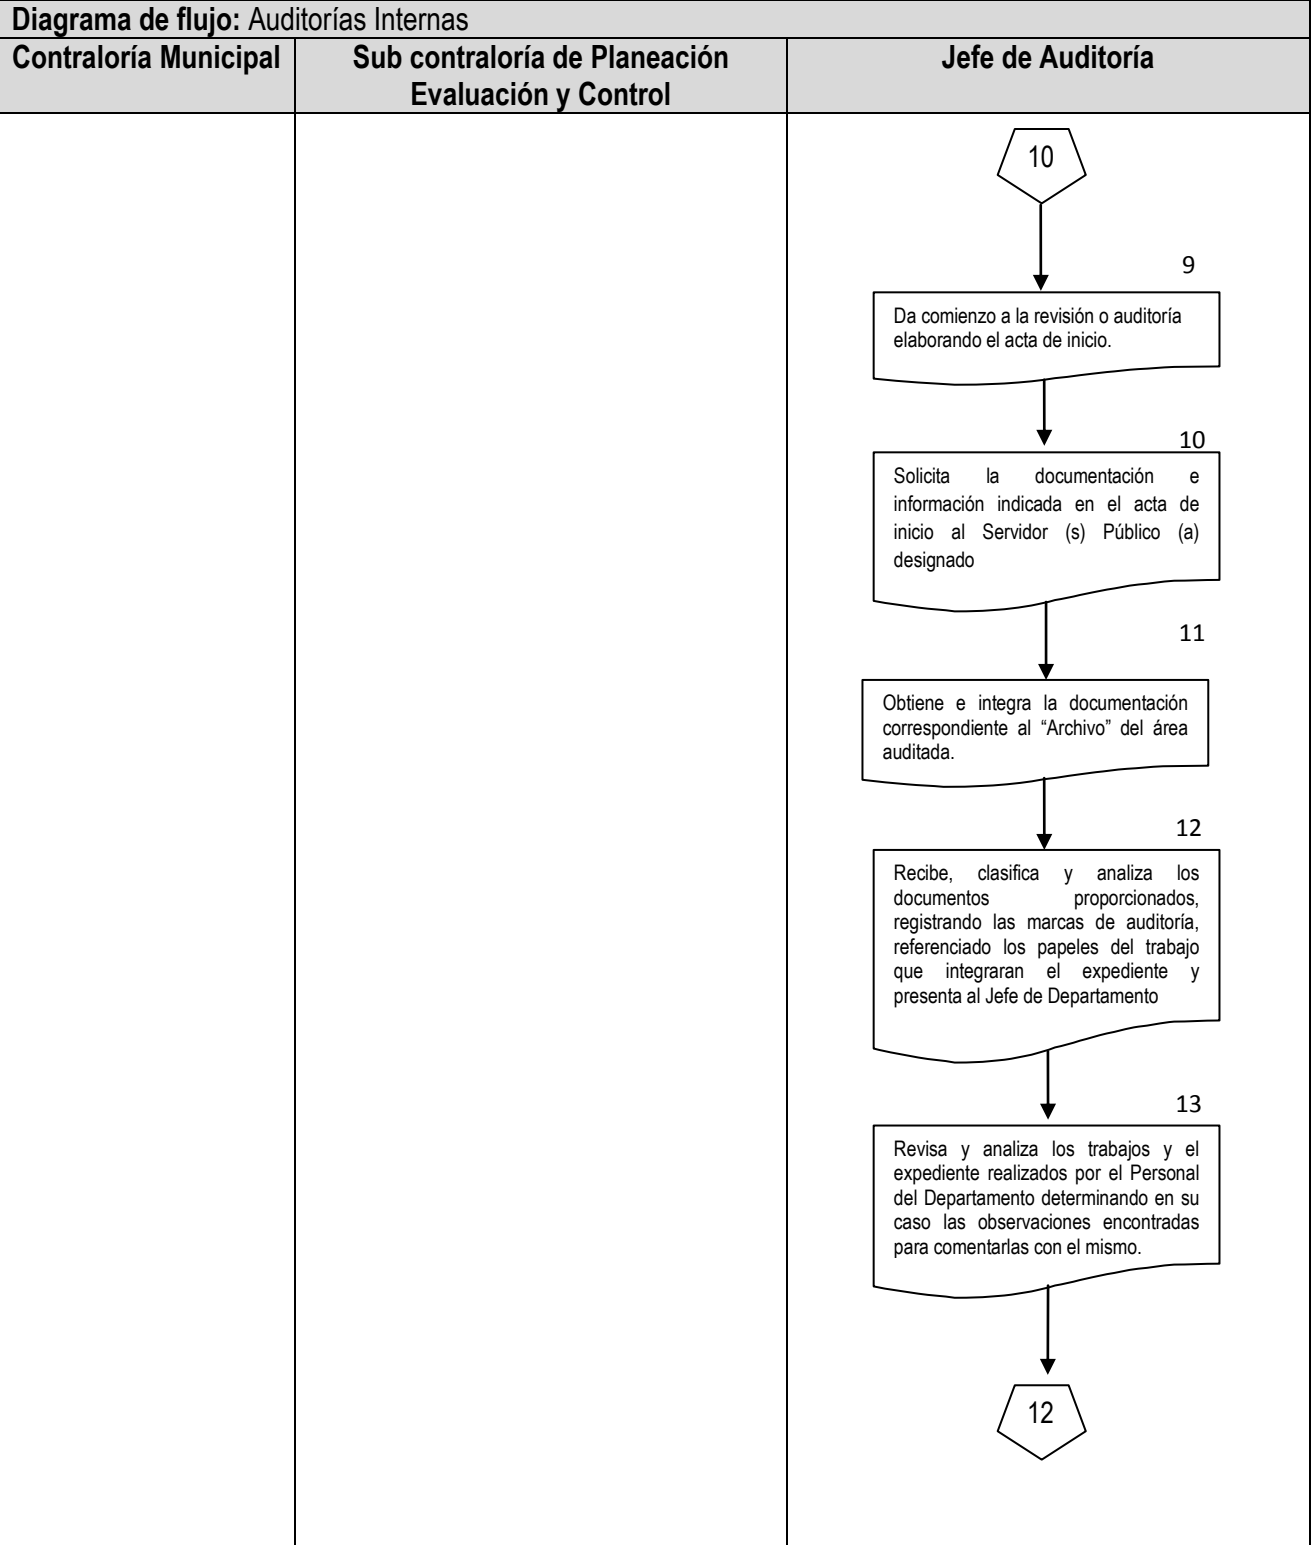 Diagrama de flujo: Auditorías Internas
Contraloría Municipal
Sub contraloría de Planeación
Evaluación y Control
Jefe de Auditoría
10
9
Da comienzo a la revisión o auditoría
elaborando el acta de inicio.
10
Solicita la documentación e
información indicada en el acta de
inicio al Servidor (s) Público (a)
designado
11
Obtiene e integra la documentación
correspondiente al “Archivo” del área
auditada.
12
Recibe, clasifica y analiza los
documentos proporcionados,
registrando las marcas de auditoría,
referenciado los papeles del trabajo
que integraran el expediente y
presenta al Jefe de Departamento
13
Revisa y analiza los trabajos y el
expediente realizados por el Personal
del Departamento determinando en su
caso las observaciones encontradas
para comentarlas con el mismo.
12